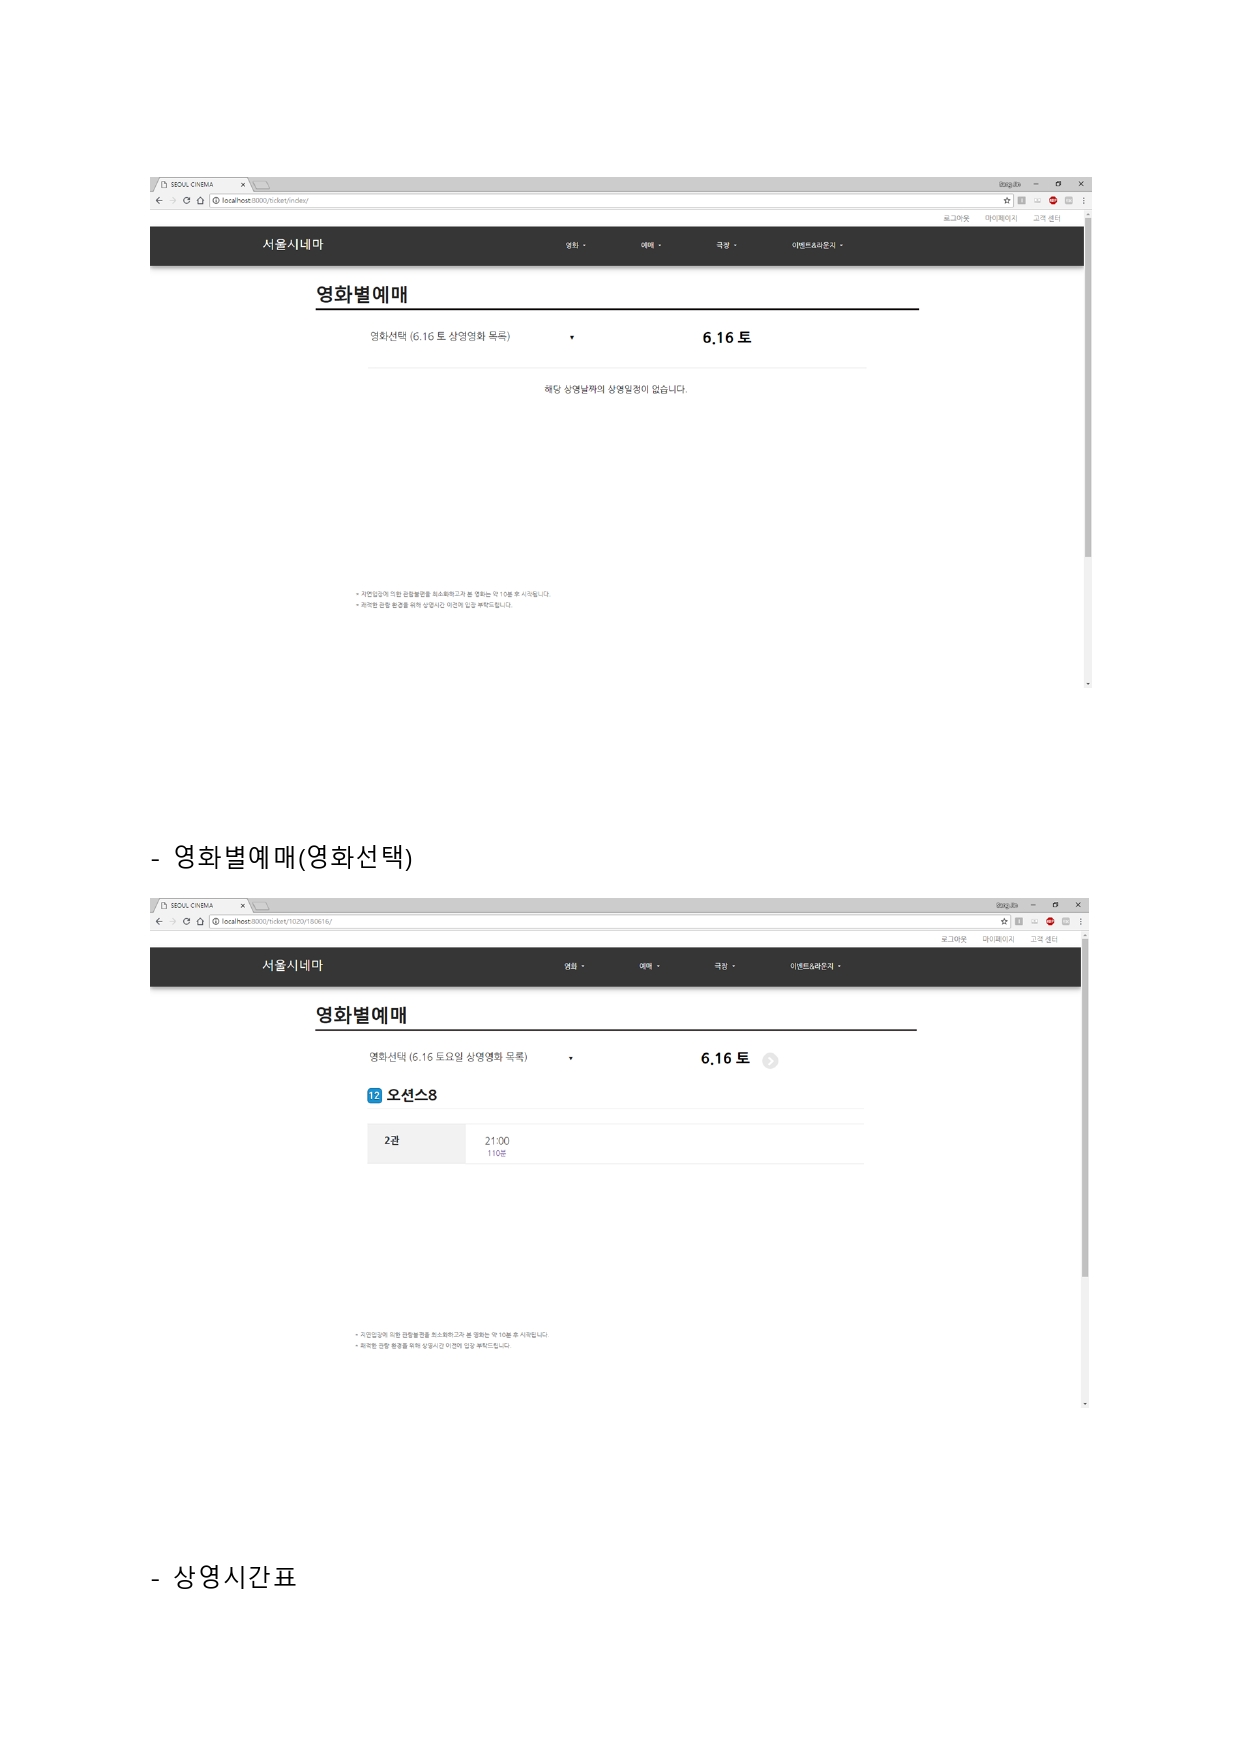 SEOUL CINEMA
localhost:8000/ticket/index/
로그아웃 마이페이지 고객 센터
서울시네마 영화 예매 극장 이벤트&라운지
영화별예매
영화선택 (6.16 토 상영영화 목록) 6.16 토
해당 상영날짜의 상영일정이 없습니다.
• 지연입장에 의한 관람불편을 최소화하고자 본 영화는 약 10분 후 시작됩니다.
• 쾌적한 관람 환경을 위해 상영시간 이전에 입장 부탁드립니다.
- 영화별예매(영화선택)
SEOUL CINEMA
localhost:8000/ticket/1020/180616/
로그아웃 마이페이지 고객 센터
서울시네마 영화 예매 극장 이벤트&라운지
영화별예매
영화선택 (6.16 토요일 상영영화 목록) 6.16 토
12 오션스8
2관 21:00
110분
• 지연입장에 의한 관람불편을 최소화하고자 본 영화는 약 10분 후 시작됩니다.
• 쾌적한 관람 환경을 위해 상영시간 이전에 입장 부탁드립니다.
- 상영시간표